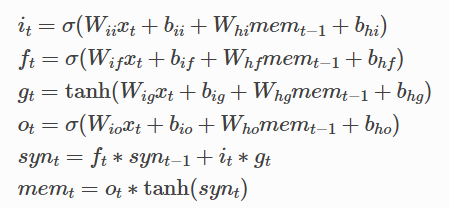 i_t = σ(W_{ii}x_t + b_{ii} + W_{hi}mem_{t−1} + b_{hi})
f_t = σ(W_{if}x_t + b_{if} + W_{hf}mem_{t−1} + b_{hf})
g_t = tanh(W_{ig}x_t + b_{ig} + W_{hg}mem_{t−1} + b_{hg})
o_t = σ(W_{io}x_t + b_{io} + W_{ho}mem_{t−1} + b_{ho})
syn_t = f_t ∗ syn_{t−1} + i_t ∗ g_t
mem_t = o_t ∗ tanh(syn_t)